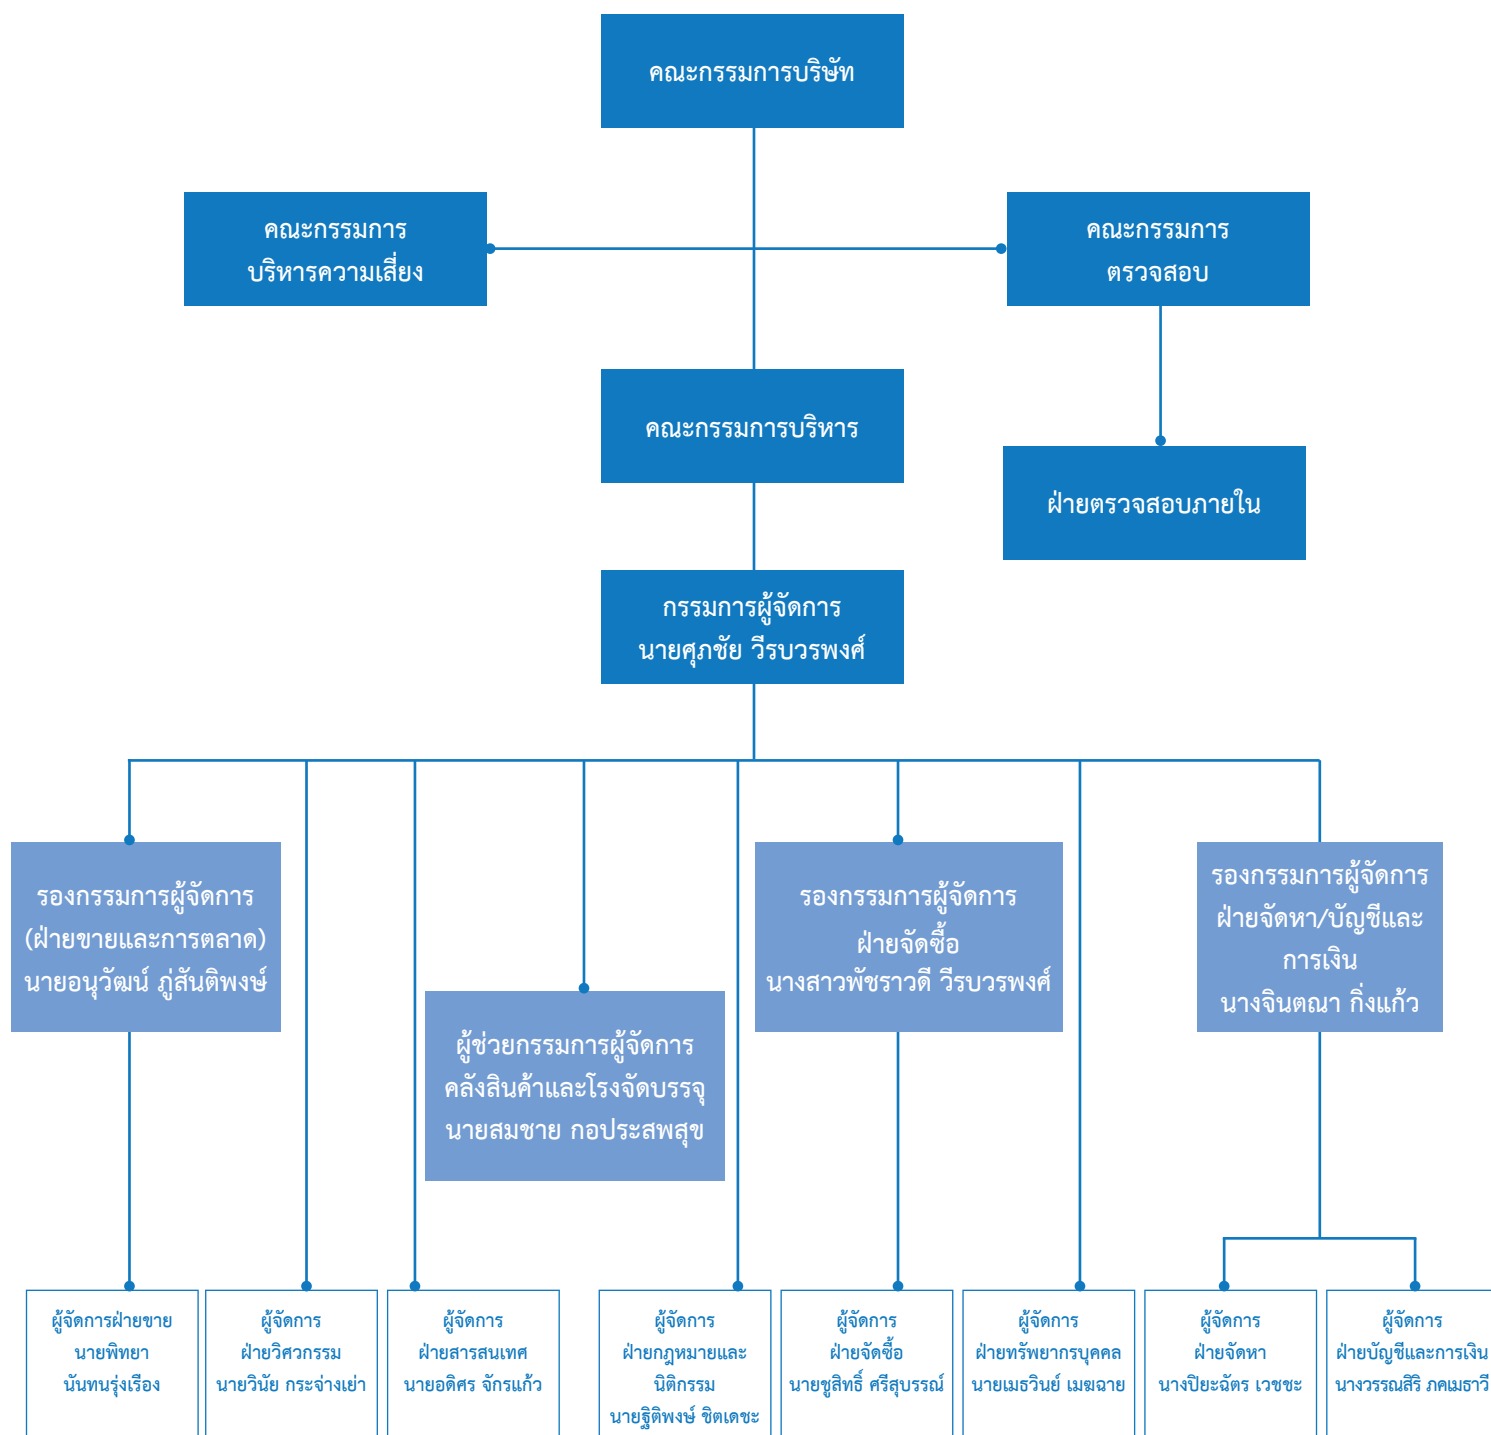 คณะกรรมการบริษัท
คณะกรรมการ
บริหารความเสี่ยง
คณะกรรมการ
ตรวจสอบ
คณะกรรมการบริหาร
ฝ่ายตรวจสอบภายใน
กรรมการผู้จัดการ
นายศุภชัย วีรบวรพงศ์
รองกรรมการผู้จัดการ
(ฝ่ายขายและการตลาด)
นายอนุวัฒน์ ภู่สันติพงษ์
รองกรรมการผู้จัดการ
ฝ่ายจัดซื้อ
นางสาวพัชราวดี วีรบวรพงศ์
รองกรรมการผู้จัดการ
ฝ่ายจัดหา/บัญชีและ
การเงิน
นางจินตณา กิ่งแก้ว
ผู้ช่วยกรรมการผู้จัดการ
คลังสินค้าและโรงจัดบรรจุ
นายสมชาย กอประสพสุข
ผู้จัดการฝ่ายขาย
นายพิทยา
นันทนรุ่งเรือง
ผู้จัดการ
ฝ่ายวิศวกรรม
นายวินัย กระจ่างเย่า
ผู้จัดการ
ฝ่ายสารสนเทศ
นายอดิศร จักรแก้ว
ผู้จัดการ
ฝ่ายกฎหมายและ
นิติกรรม
นายฐิติพงษ์ ชิตเดชะ
ผู้จัดการ
ฝ่ายจัดซื้อ
นายชูสิทธิ์ ศรีสุบรรณ์
ผู้จัดการ
ฝ่ายทรัพยากรบุคคล
นายเมธวินย์ เมฆฉาย
ผู้จัดการ
ฝ่ายจัดหา
นางปิยะฉัตร เวชชะ
ผู้จัดการ
ฝ่ายบัญชีและการเงิน
นางวรรณสิริ ภคเมธาวี